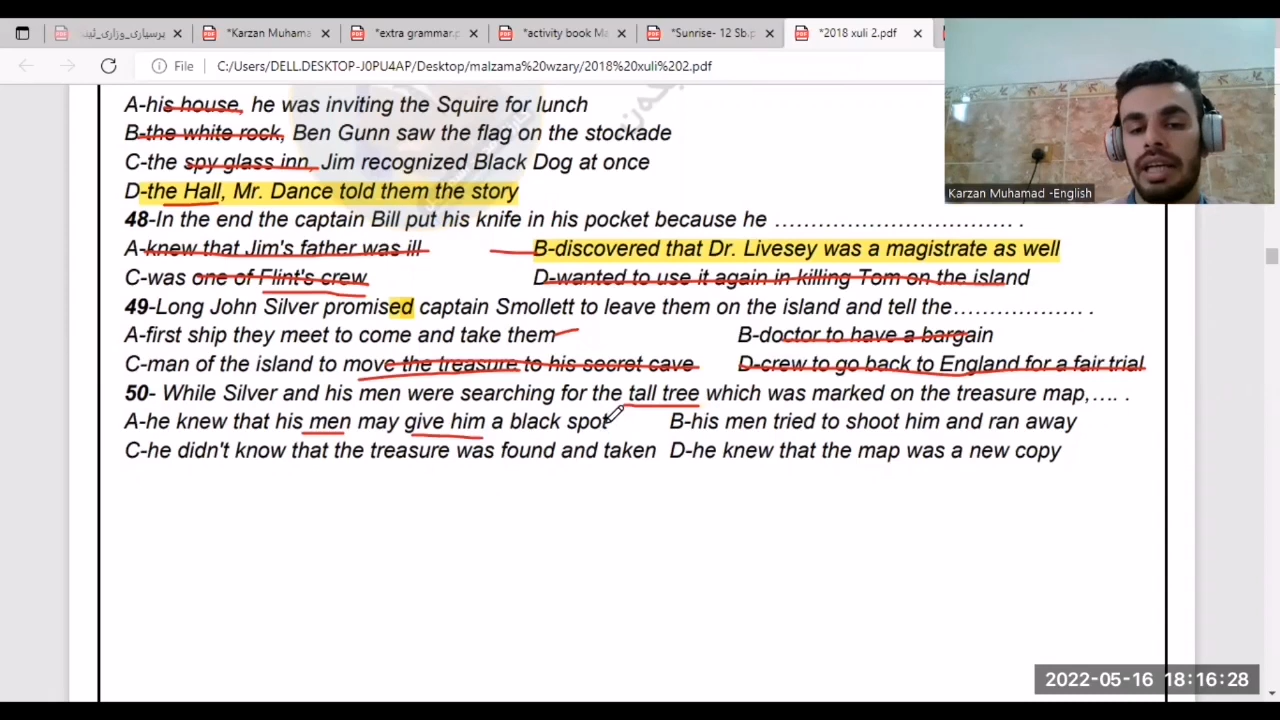 *Karzan Muhama
*extra grammar.p
*activity book Ma
*Sunrise- 12 Sb.p
*2018 xuli 2.pdf
File C:/Users/DELL.DESKTOP-J0PU4AP/Desktop/malzama%20wzary/2018%20xuli%202.pdf
A-his house, he was inviting the Squire for lunch
B-the white rock, Ben Gunn saw the flag on the stockade
C-the spy glass inn, Jim recognized Black Dog at once
D-the Hall, Mr. Dance told them the story
Karzan Muhamad -English
48-In the end the captain Bill put his knife in his pocket because he ................................. .
A-knew that Jim's father was ill B-discovered that Dr. Livesey was a magistrate as well
C-was one of Flint's crew D-wanted to use it again in killing Tom on the island
49-Long John Silver promised captain Smollett to leave them on the island and tell the.................. .
A-first ship they meet to come and take them B-doctor to have a bargain
C-man of the island to move the treasure to his secret cave D-crew to go back to England for a fair trial
50- While Silver and his men were searching for the tall tree which was marked on the treasure map,.... .
A-he knew that his men may give him a black spot B-his men tried to shoot him and ran away
C-he didn't know that the treasure was found and taken D-he knew that the map was a new copy
2022-05-16 18:16:28